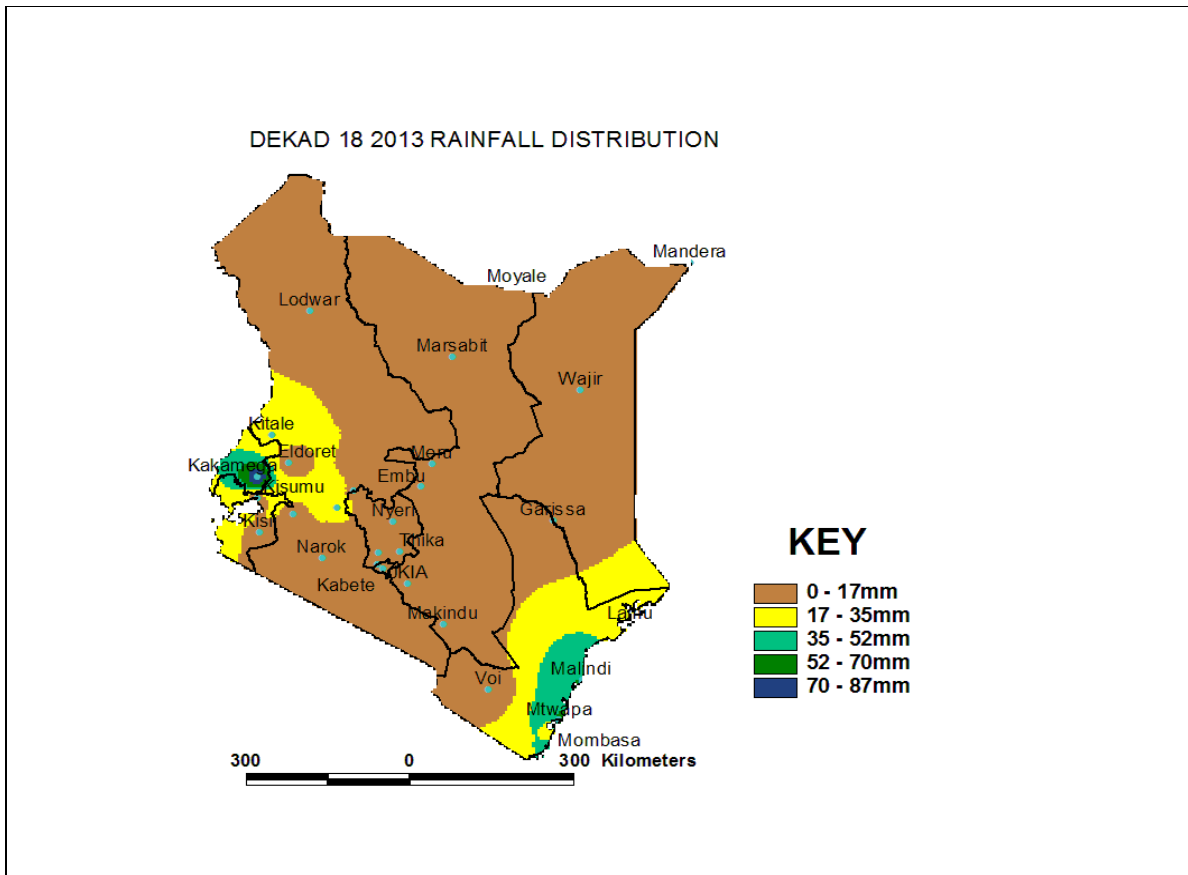 DEKAD 18 2013 RAINFALL DISTRIBUTION
Mandera
Moyale
Lodwar
Marsabit
Wajir
Kitale
Eldoret
Meru
Kakamega
Embu
Kisumu
Nyeri
Garissa
Kisii
Thika
Narok
JKIA
Kabete
Makindu
Lamu
Voi
Malindi
Mtwapa
Mombasa
KEY
0 - 17mm
17 - 35mm
35 - 52mm
52 - 70mm
70 - 87mm
300 0 300 Kilometers